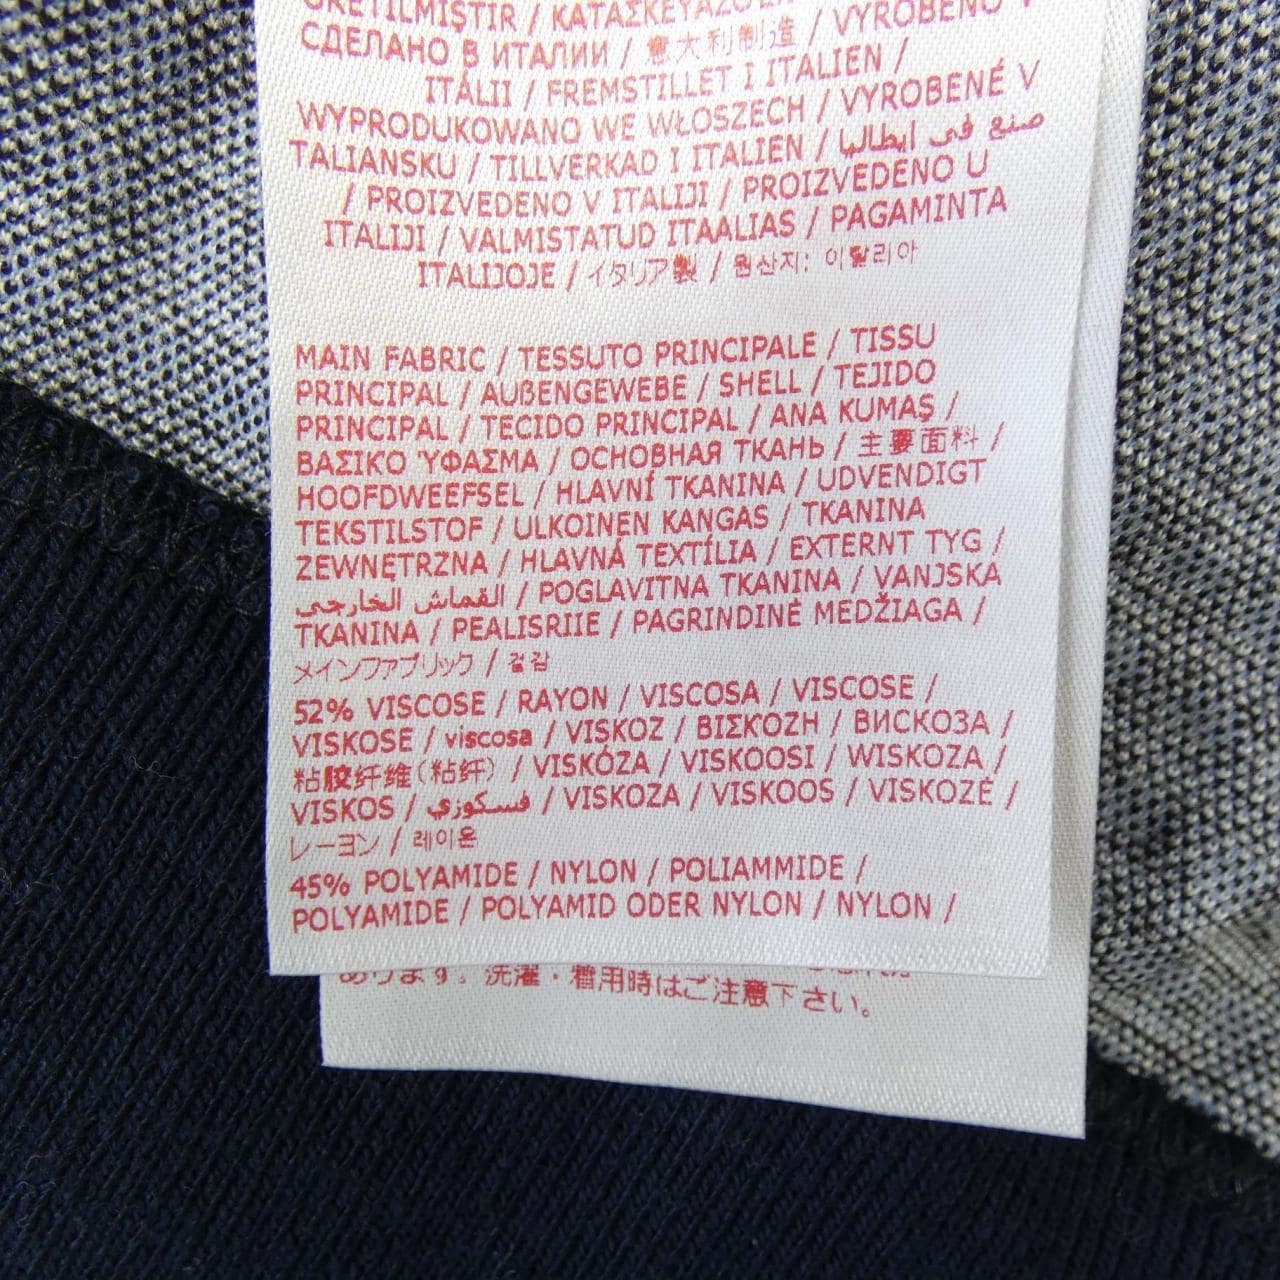 СДЕЛАНО В ИТАЛИИ / 意大利制造 / VYROBENO V
ITÁLII / FREMSTILLET I ITALIEN /
WYPRODUKOWANO WE WŁOSZECH / VYROBENÉ V
TALIANSKU / TILLVERKAD I ITALIEN / صنع في ايطاليا
/ PROIZVEDENO V ITALIJI / PROIZVEDENO U
ITALIJI / VALMISTATUD ITAALIAS / PAGAMINTA
ITALIJOJE / イタリア製 / 원산지: 이탈리아
MAIN FABRIC / TESSUTO PRINCIPALE / TISSU
PRINCIPAL / AUßENGEWEBE / SHELL / TEJIDO
PRINCIPAL / TECIDO PRINCIPAL / ANA KUMAŞ /
ΒΑΣΙΚΟ ΎΦΑΣΜΑ / ОСНОВНАЯ ТКАНЬ / 主要面料 /
HOOFDWEEFSEL / HLAVNÍ TKANINA / UDVENDIGT
TEKSTILSTOF / ULKOINEN KANGAS / TKANINA
ZEWNĘTRZNA / HLAVNÁ TEXTÍLIA / EXTERNT TYG /
القماش الخارجي / POGLAVITNA TKANINA / VANJSKA
TKANINA / PEALISRIIE / PAGRINDINĖ MEDŽIAGA /
メインファブリック / 겉감
52% VISCOSE / RAYON / VISCOSA / VISCOSE /
VISKOSE / viscosa / VISKOZ / ΒΙΣΚΟΖΗ / ВИСКОЗА /
粘胶纤维(粘纤) / VISKÓZA / VISKOOSI / WISKOZA /
VISKOS / فسكوزي / VISKOZA / VISKOOS / VISKOZĖ /
レーヨン / 레이온
45% POLYAMIDE / NYLON / POLIAMMIDE /
POLYAMIDE / POLYAMID ODER NYLON / NYLON /
あります。洗濯・着用時はご注意下さい。